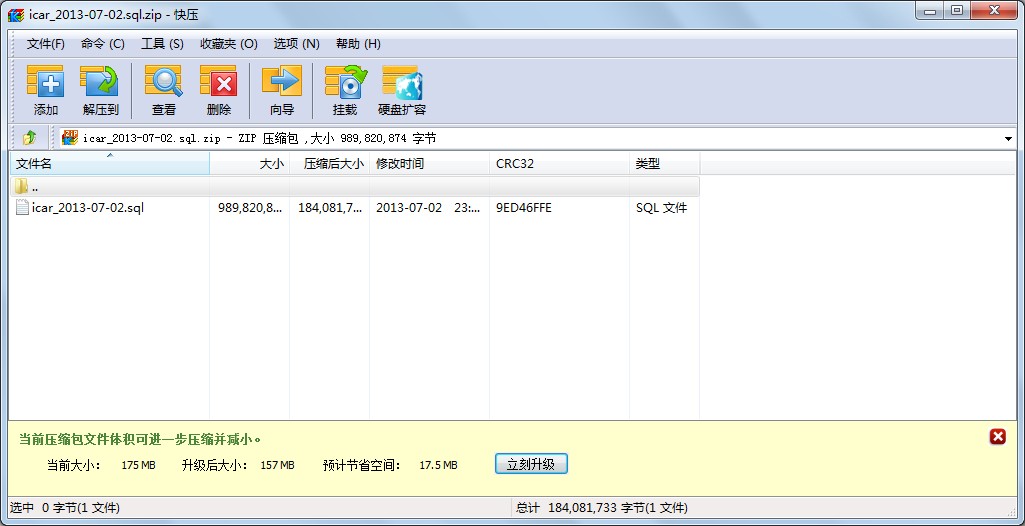 icar_2013-07-02.sql.zip - 快压
文件(F) 命令 (C) 工具 (S) 收藏夹 (O) 选项 (N) 帮助 (H)
添加 解压到 查看 删除 向导 挂载 硬盘扩容
icar_2013-07-02.sql.zip - ZIP 压缩包 ,大小 989,820,874 字节
文件名 大小 压缩后大小 修改时间 CRC32 类型
..
icar_2013-07-02.sql 989,820,8... 184,081,7... 2013-07-02 23:... 9ED46FFE SQL 文件
当前压缩包文件体积可进一步压缩并减小。
当前大小: 175 MB 升级后大小: 157 MB 预计节省空间: 17.5 MB 立刻升级
选中 0 字节(1 文件) 总计 184,081,733 字节(1 文件)